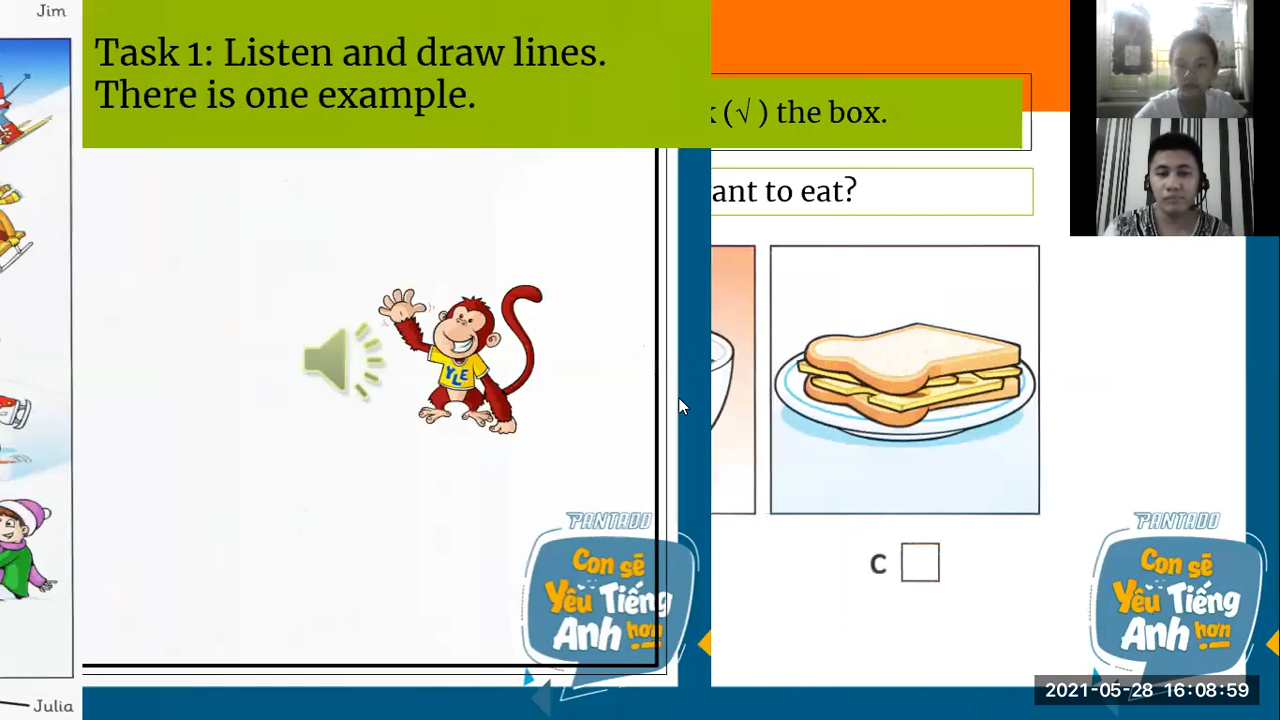 Jim
Task 1: Listen and draw lines.
There is one example.
(√ ) the box.
ant to eat?
YLE
PANTADO
Con sẽ
Yêu Tiếng
Anh hơn
PANTADO
Con sẽ
Yêu Tiếng
Anh hơn
C
2021-05-28 16:08:59
Julia